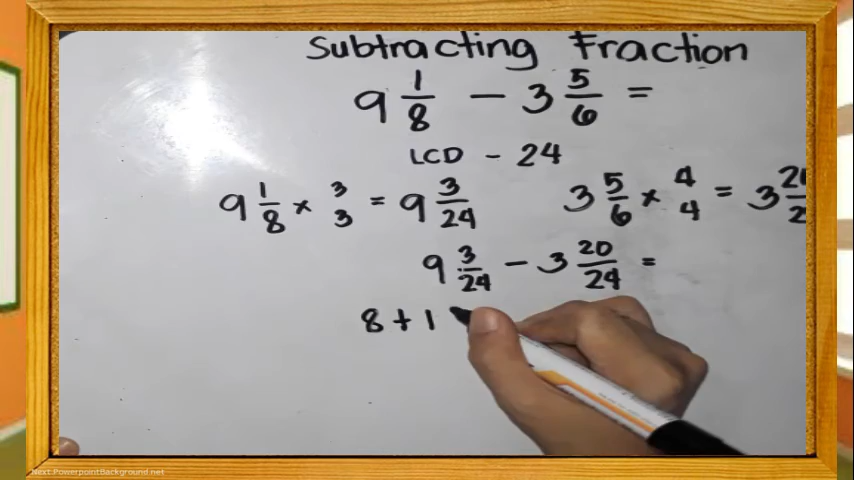 Subtracting Fraction
9 1/8 - 3 5/6 =
LCD - 24
9 1/8 x 3/3 = 9 3/24 3 5/6 x 4/4 = 3
9 3/24 - 3 20/24 =
8 + 1
Next.PowerpointBackground.net